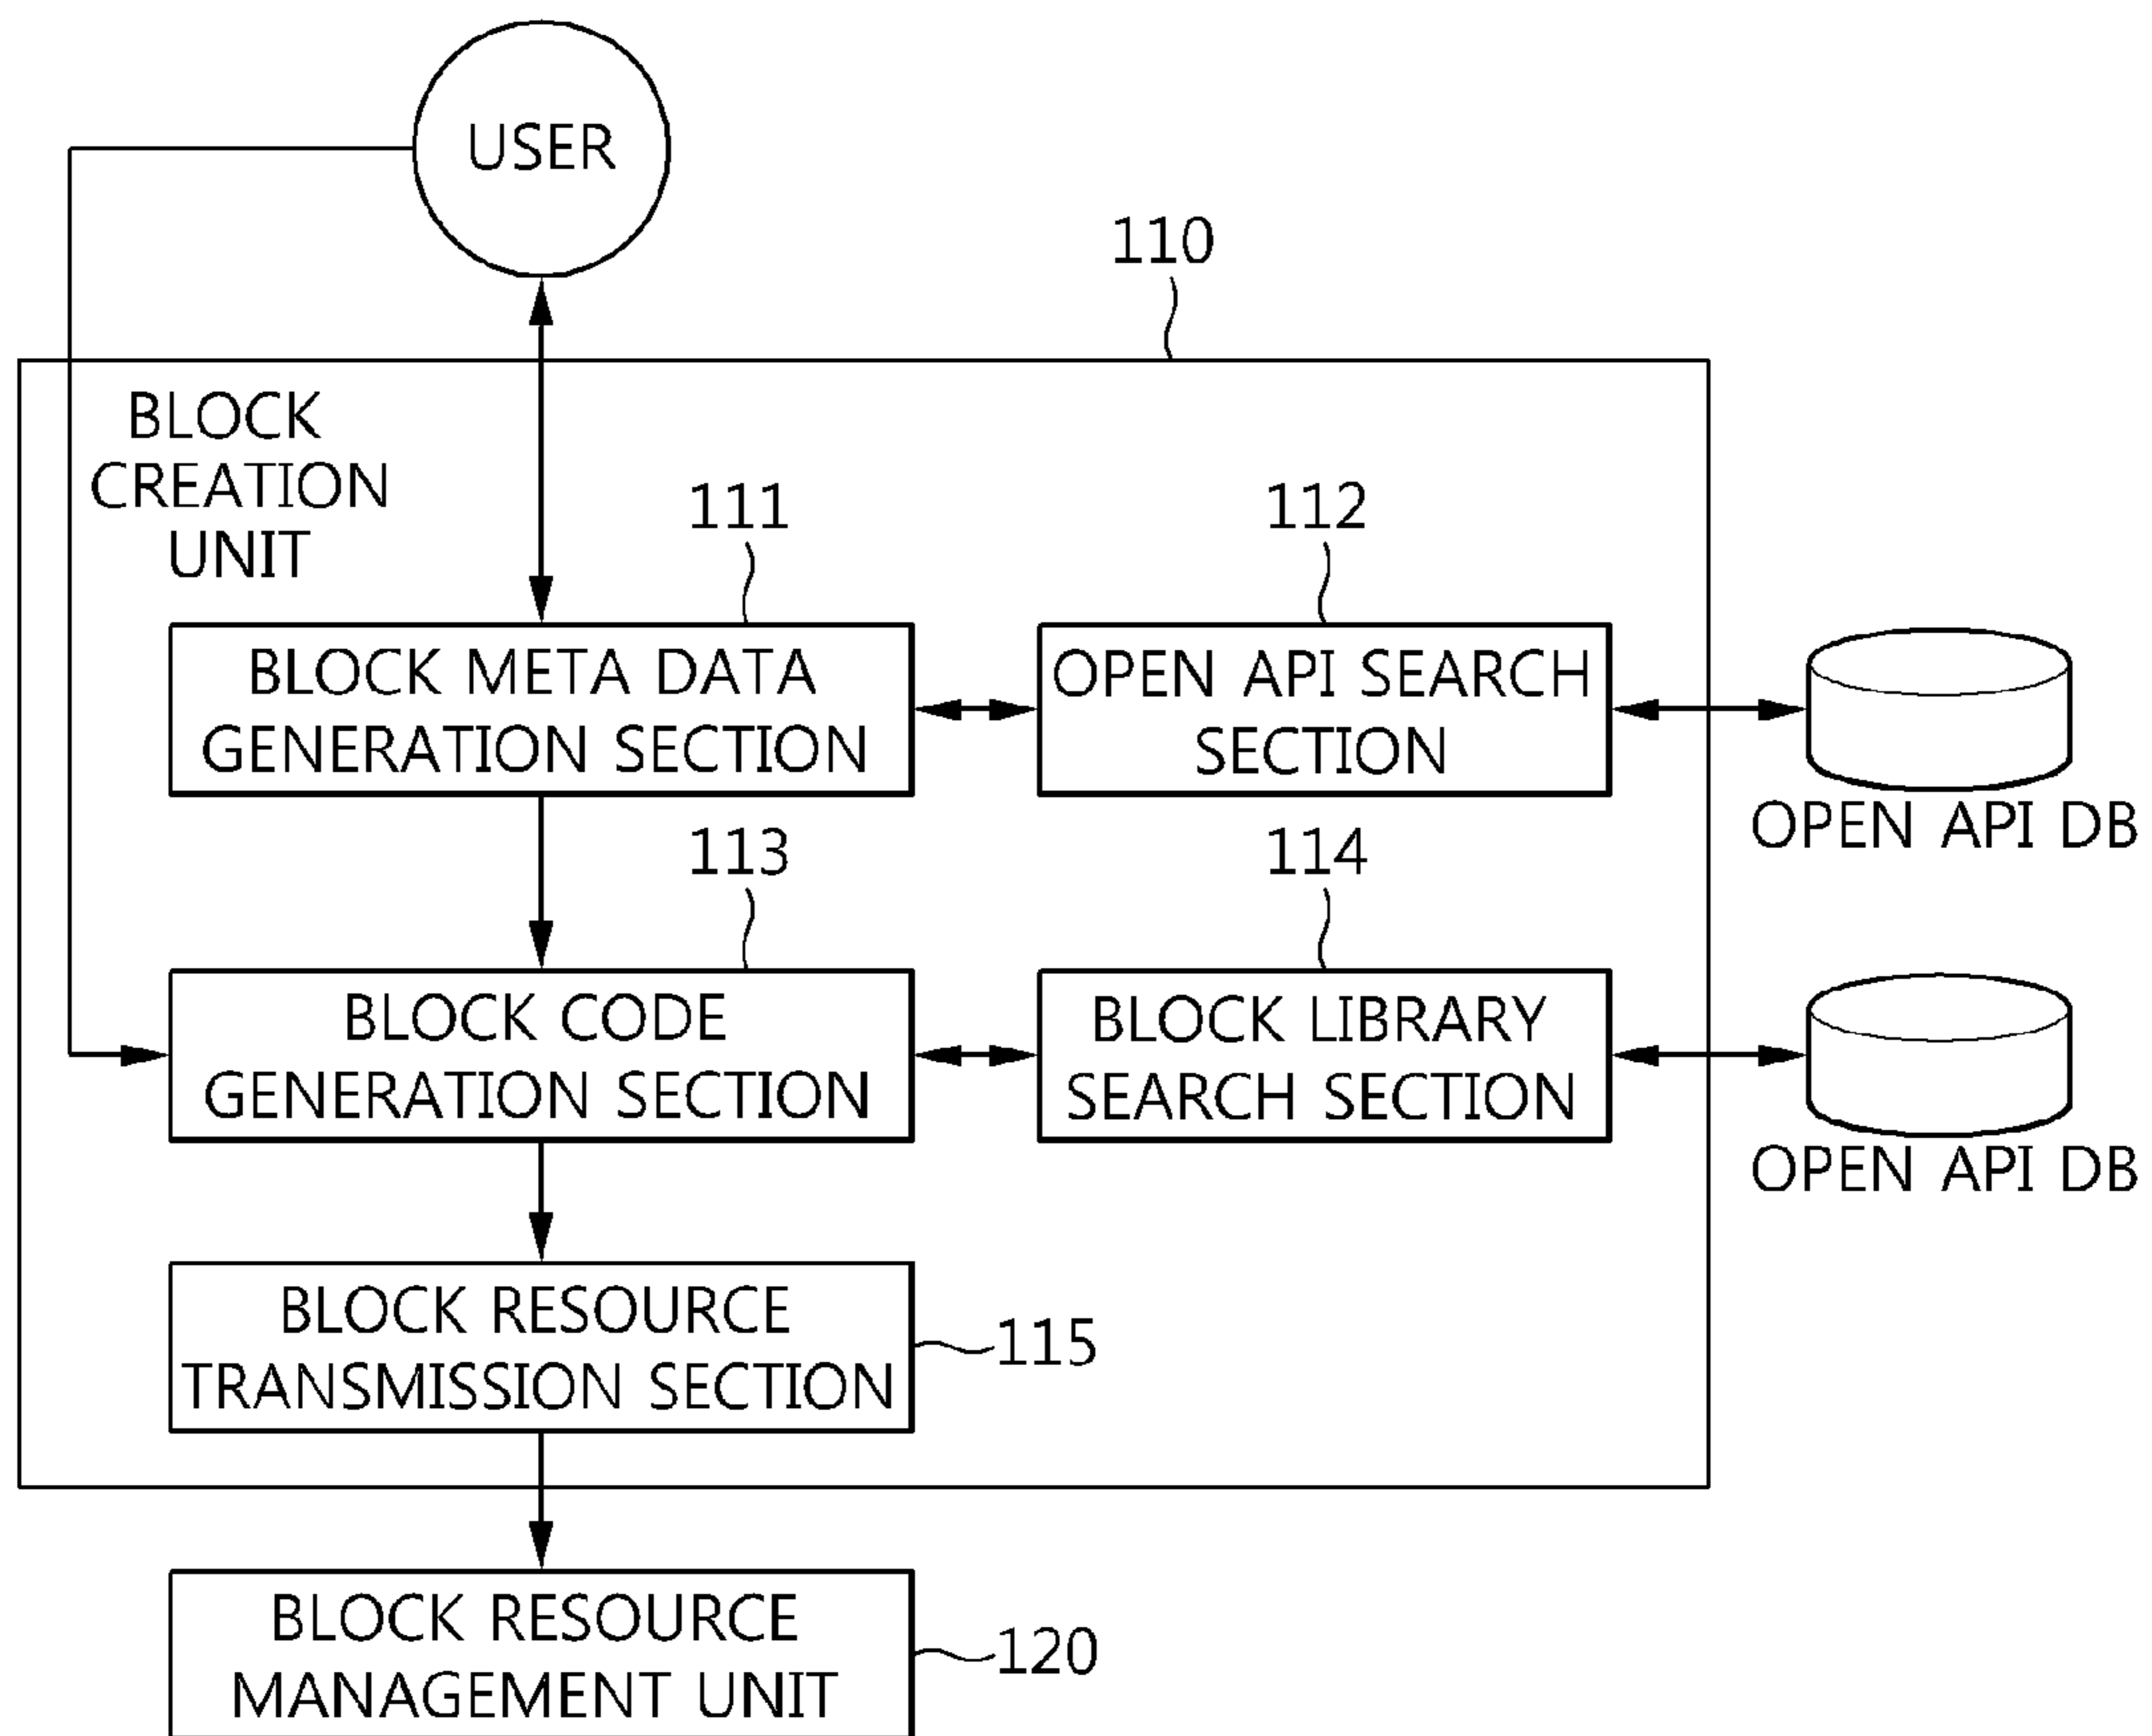 USER
110
BLOCK
CREATION
UNIT
111
112
BLOCK META DATA
GENERATION SECTION
OPEN API SEARCH
SECTION
OPEN API DB
113
114
BLOCK CODE
GENERATION SECTION
BLOCK LIBRARY
SEARCH SECTION
OPEN API DB
BLOCK RESOURCE
TRANSMISSION SECTION
115
BLOCK RESOURCE
MANAGEMENT UNIT
120